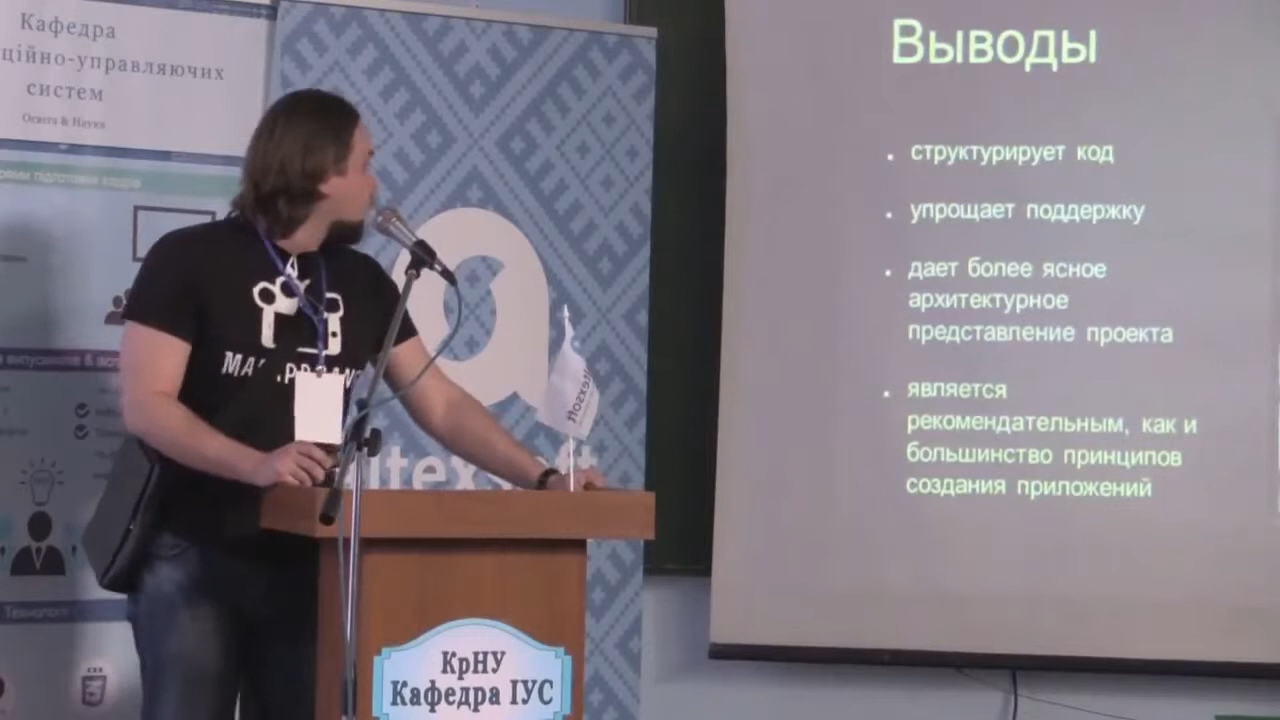 Кафедра
ційно-управляючих
систем
Освіта & Наука
Выводы
. структурирует код
. упрощает поддержку
. дает более ясное
архитектурное
представление проекта
. является
рекомендательным, как и
большинство принципов
создания приложений
КрНУ
Кафедра ІУС